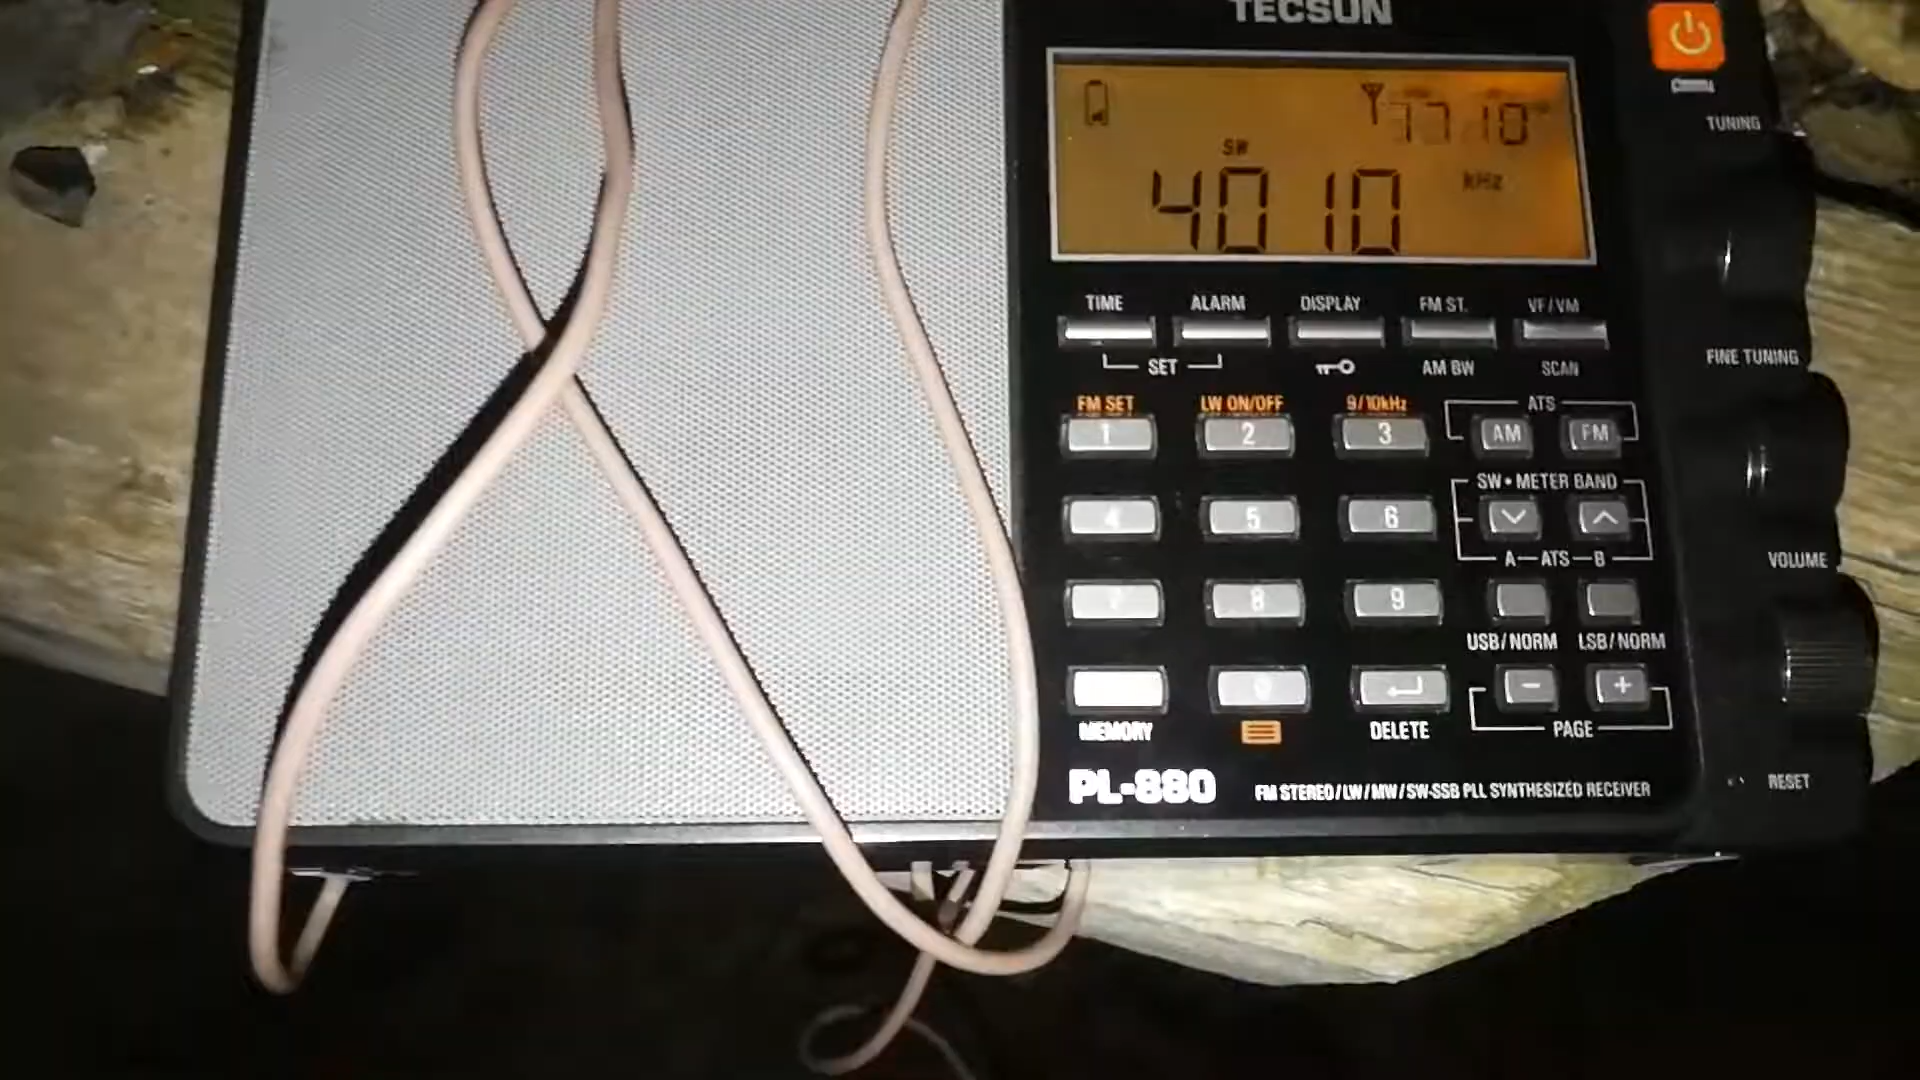 TECSUN
SW
4010 kHz
TUNING
TIME ALARM DISPLAY FM ST. VF/VM
SET AM BW SCAN
FINE TUNING
FM SET LW ON/OFF 9/10kHz ATS
1 2 3 AM FM
SW•METER BAND
4 5 6
A—ATS—B
VOLUME
7 8 9
USB/NORM LSB/NORM
0 - +
MEMORY DELETE PAGE
PL-880 FM STEREO/LW/MW/SW-SSB PLL SYNTHESIZED RECEIVER
RESET